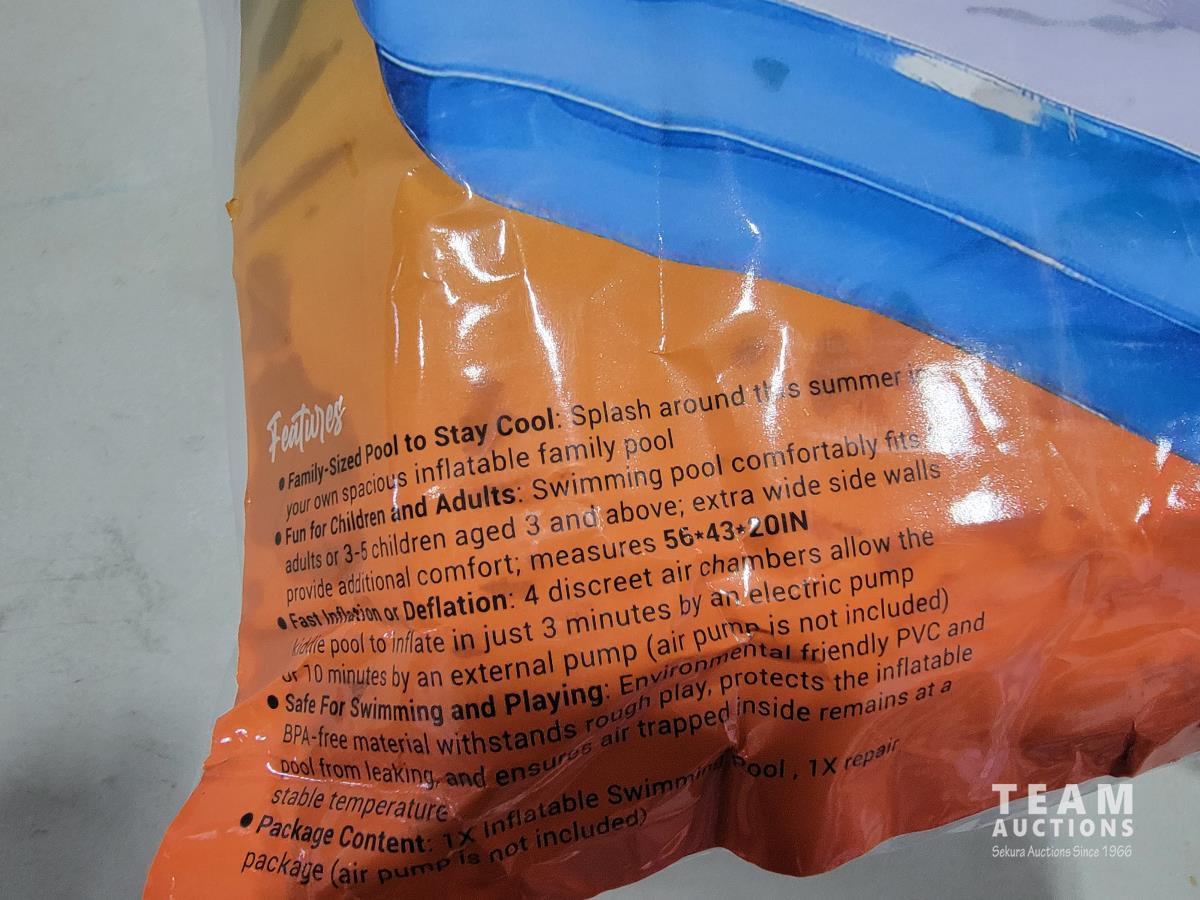 Features
• Family-Sized Pool to Stay Cool: Splash around this summer in
your own spacious inflatable family pool
• Fun for Children and Adults: Swimming pool comfortably fits
adults or 3-5 children aged 3 and above; extra wide side walls
provide additional comfort; measures 56*43*20IN
• Fast Inflation or Deflation: 4 discreet air chambers allow the
kiddie pool to inflate in just 3 minutes by an electric pump
or 10 minutes by an external pump (air pump is not included)
• Safe For Swimming and Playing: Environmental friendly PVC and
BPA-free material withstands rough play, protects the inflatable
pool from leaking, and ensures air trapped inside remains at a
stable temperature
• Package Content: 1X Inflatable Swimming Pool, 1X repair
package (air pump is not included)
TEAM
AUCTIONS
Sekura Auctions Since 1966